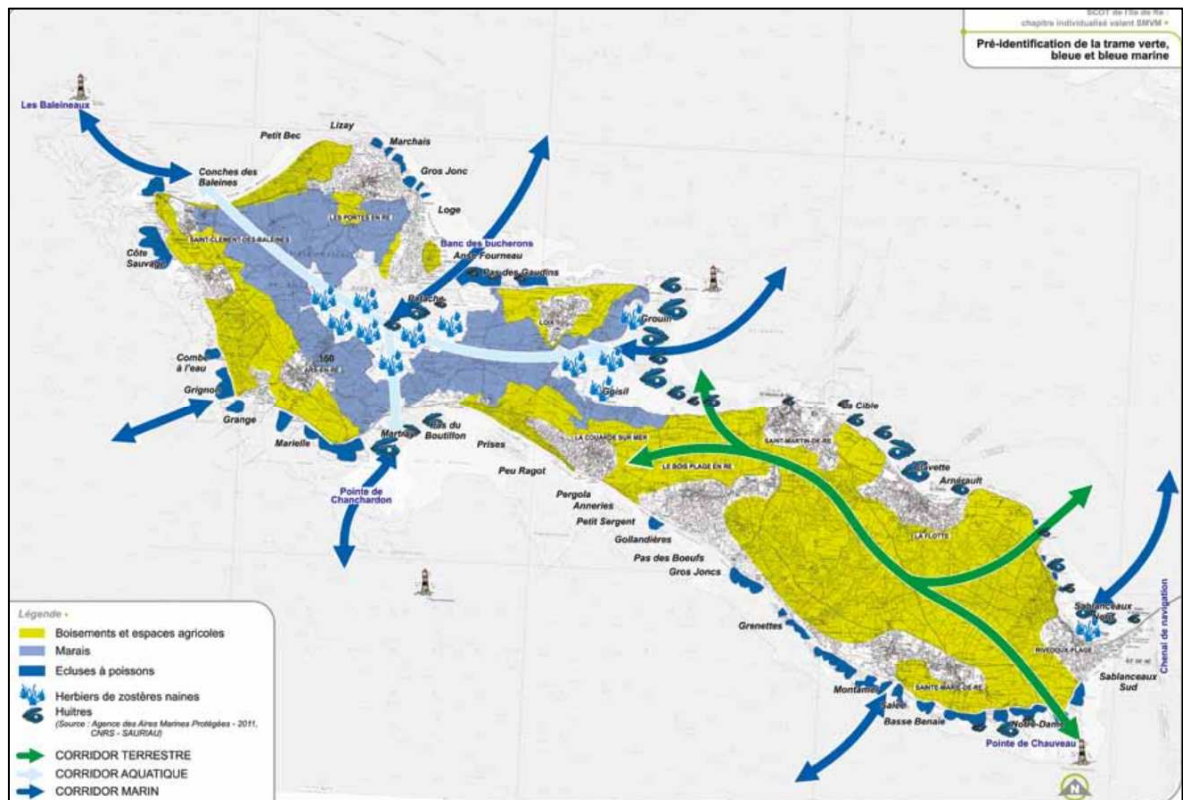 SCOT de l'Ile de Ré :
chapitre individualisé valant SMVM •
Pré-identification de la trame verte,
bleue et bleue marine
Les Baleineaux
Petit Bec
Lizay
Marchais
Conches des
Baleines
Gros Jonc
Loge
LES PORTES EN RE
SAINT-CLEMENT-DES-BALEINES
Banc des bucherons
Côte
Sauvage
Anse Fourneau
Pas des Gaudins
LOIX
Grouin
Combe
à l'eau
ARS-EN-RE
Goisil
Grignon
Grange
Marielle
Pas du
Boutillon
Prises
LA COUARDE SUR MER
SAINT-MARTIN-DE-RE
la Cible
LE BOIS PLAGE EN RE
Peu Ragot
Pointe de
Chanchardon
Pergola
Anneries
Arnérault
Petit Sergent
Gollandières
LA FLOTTE
Pas des Boeufs
Gros Joncs
Grenettes
Sablanceaux
RIVEDOUX-PLAGE
Sablanceaux
Sud
Chenal de navigation
Montamer
SAINTE-MARIE-DE-RE
Basse Benaie
Notre-Dame
Pointe de Chauveau
Légende •
Boisements et espaces agricoles
Marais
Ecluses à poissons
Herbiers de zostères naines
Huîtres
(Source : Agence des Aires Marines Protégées - 2011,
CNRS - SAURIAU)
CORRIDOR TERRESTRE
CORRIDOR AQUATIQUE
CORRIDOR MARIN
N